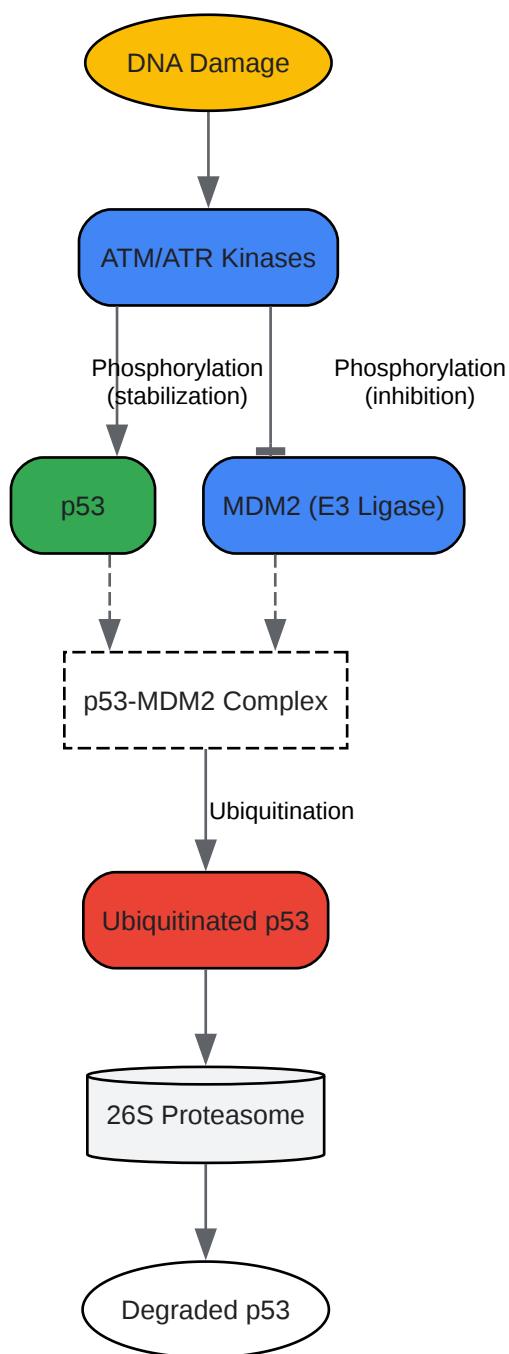 DNA Damage
ATM/ATR Kinases
Phosphorylation
(stabilization)
Phosphorylation
(inhibition)
p53
MDM2 (E3 Ligase)
p53-MDM2 Complex
Ubiquitination
Ubiquitinated p53
26S Proteasome
Degraded p53